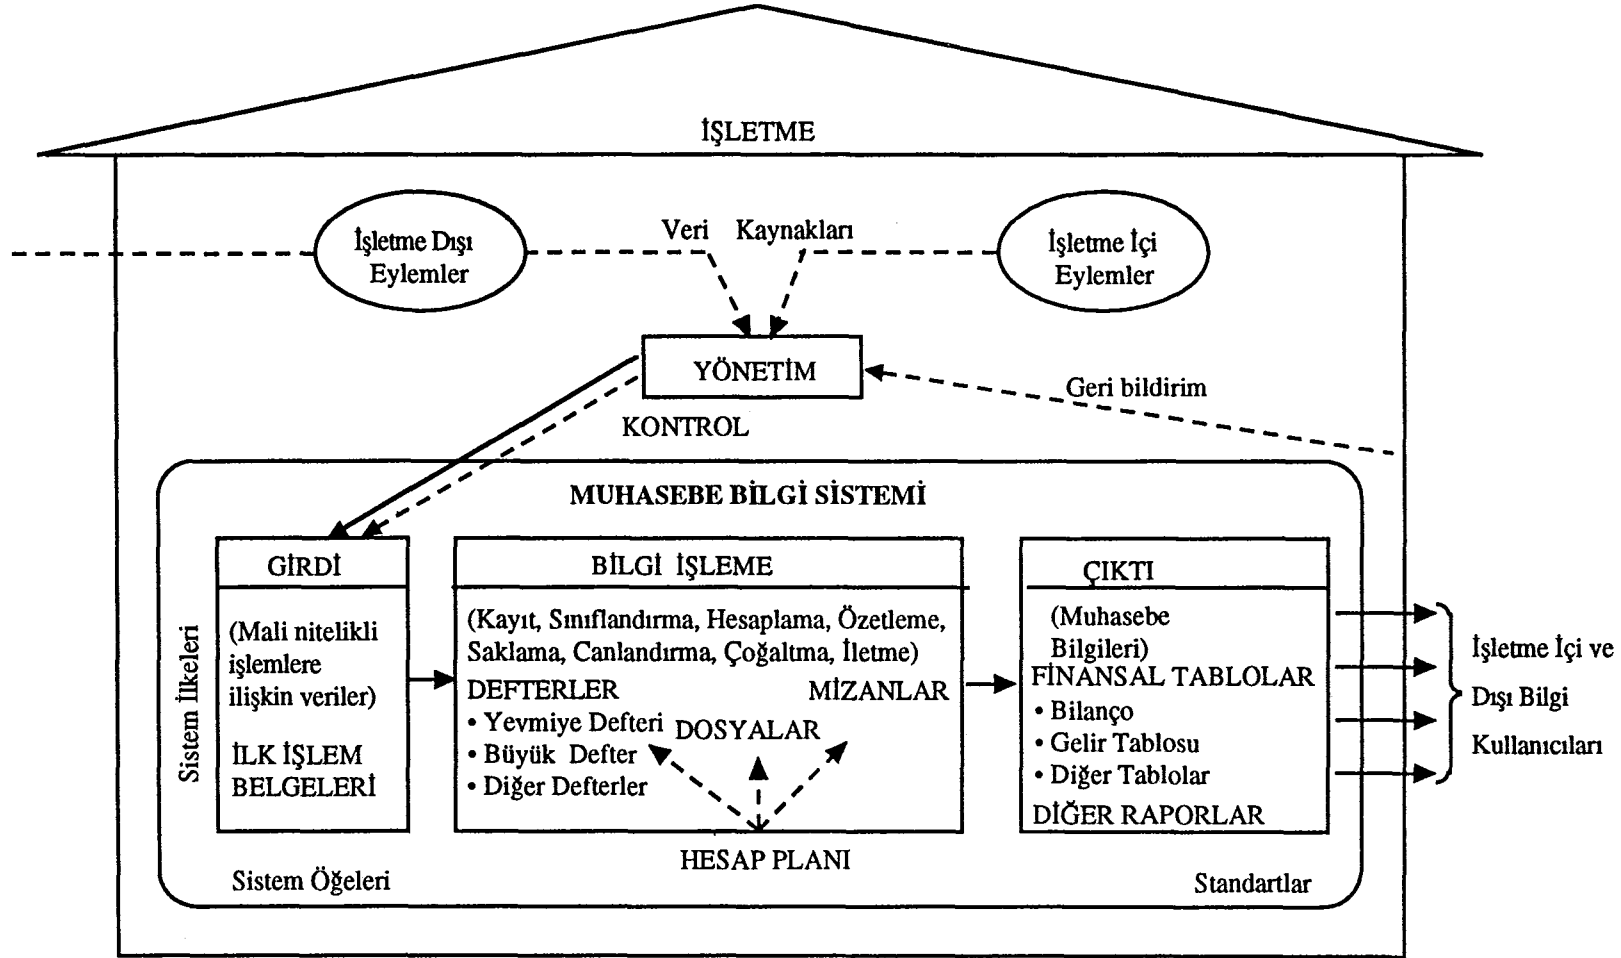 İŞLETME
İşletme Dışı
Eylemler
Veri Kaynakları
İşletme İçi
Eylemler
YÖNETİM
Geri bildirim
KONTROL
MUHASEBE BİLGİ SİSTEMİ
Sistem İlkeleri
GİRDİ
(Mali nitelikli
işlemlere
ilişkin veriler)
İLK İŞLEM
BELGELERİ
BİLGİ İŞLEME
(Kayıt, Sınıflandırma, Hesaplama, Özetleme,
Saklama, Canlandırma, Çoğaltma, İletme)
DEFTERLER
• Yevmiye Defteri
• Büyük Defter
• Diğer Defterler
DOSYALAR
MİZANLAR
HESAP PLANI
ÇIKTI
(Muhasebe
Bilgileri)
FİNANSAL TABLOLAR
• Bilanço
• Gelir Tablosu
• Diğer Tablolar
DİĞER RAPORLAR
İşletme İçi ve
Dışı Bilgi
Kullanıcıları
Sistem Öğeleri
Standartlar